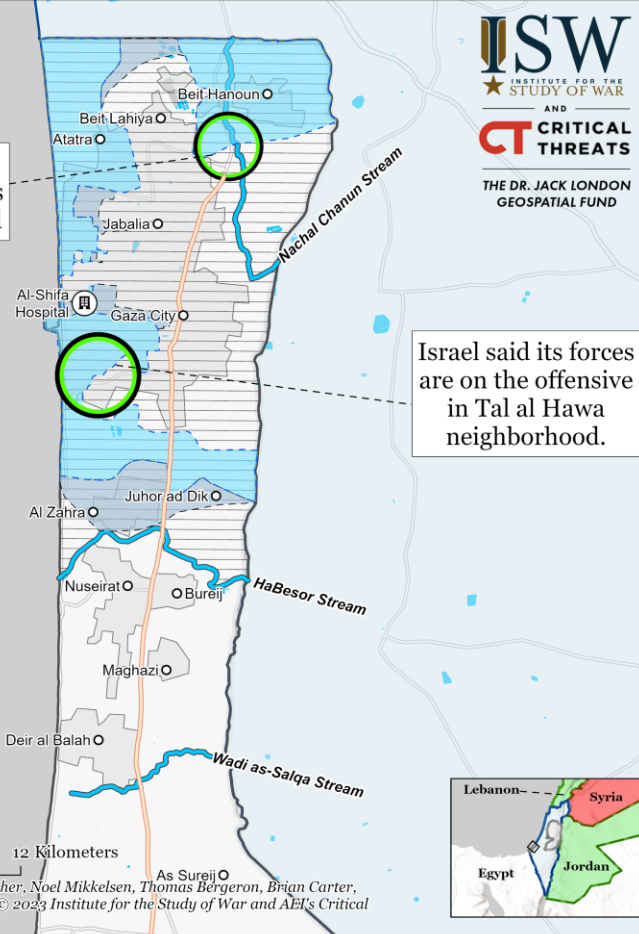 ISW
INSTITUTE FOR THE
STUDY OF WAR
AND
CT CRITICAL
THREATS
THE DR. JACK LONDON
GEOSPATIAL FUND
Beit Hanoun
Beit Lahiya
Atatra
Nachal Chanun Stream
Jabalia
Al-Shifa
Hospital
Gaza City
Israel said its forces
are on the offensive
in Tal al Hawa
neighborhood.
Juhor ad Dik
Al Zahra
HaBesor Stream
Nuseirat
Bureij
Maghazi
Deir al Balah
Wadi as-Salqa Stream
Lebanon
Syria
Egypt
Jordan
12 Kilometers
As Sureij
her, Noel Mikkelsen, Thomas Bergeron, Brian Carter,
© 2023 Institute for the Study of War and AEI's Critical